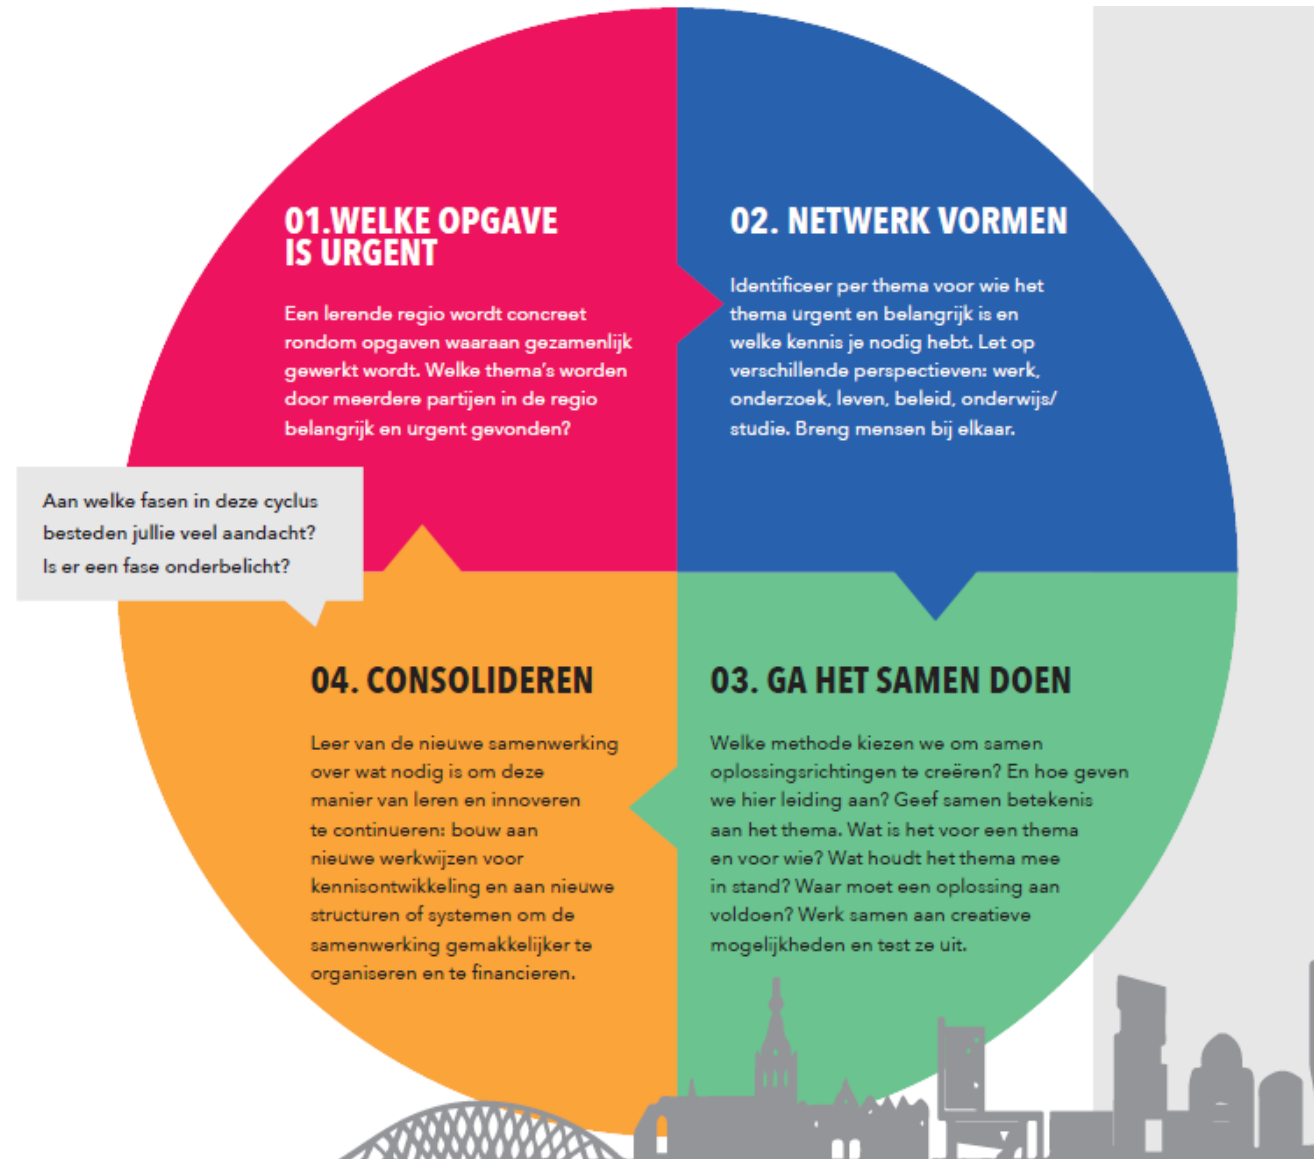 01.WELKE OPGAVE
IS URGENT
Een lerende regio wordt concreet
rondom opgaven waaraan gezamenlijk
gewerkt wordt. Welke thema's worden
door meerdere partijen in de regio
belangrijk en urgent gevonden?
02. NETWERK VORMEN
Identificeer per thema voor wie het
thema urgent en belangrijk is en
welke kennis je nodig hebt. Let op
verschillende perspectieven: werk,
onderzoek, leven, beleid, onderwijs/
studie. Breng mensen bij elkaar.
Aan welke fasen in deze cyclus
besteden jullie veel aandacht?
Is er een fase onderbelicht?
03. GA HET SAMEN DOEN
Welke methode kiezen we om samen
oplossingsrichtingen te creëren? En hoe geven
we hier leiding aan? Geef samen betekenis
aan het thema. Wat is het voor een thema
en voor wie? Wat houdt het thema mee
in stand? Waar moet een oplossing aan
voldoen? Werk samen aan creatieve
mogelijkheden en test ze uit.
04. CONSOLIDEREN
Leer van de nieuwe samenwerking
over wat nodig is om deze
manier van leren en innoveren
te continueren: bouw aan
nieuwe werkwijzen voor
kennisontwikkeling en aan nieuwe
structuren of systemen om de
samenwerking gemakkelijker te
organiseren en te financieren.